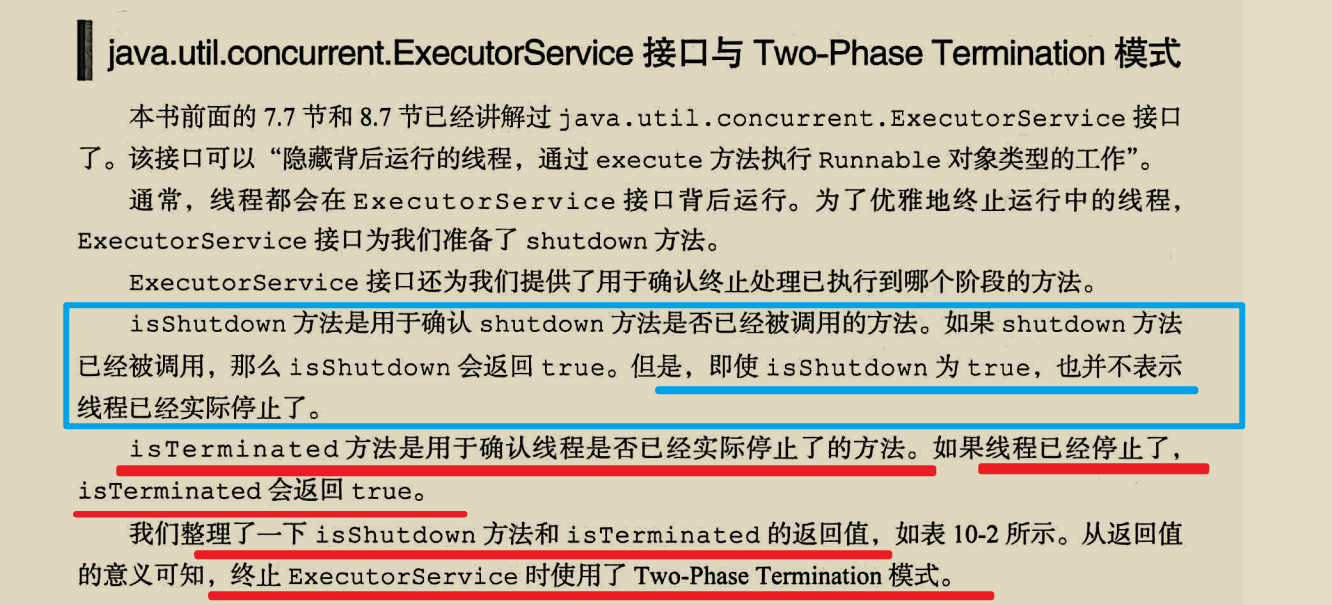 java.util.concurrent.ExecutorService 接口与 Two-Phase Termination 模式
本书前面的 7.7 节和 8.7 节已经讲解过 java.util.concurrent.ExecutorService 接口
了。该接口可以“隐藏背后运行的线程，通过 execute 方法执行 Runnable 对象类型的工作”。
通常，线程都会在 ExecutorService 接口背后运行。为了优雅地终止运行中的线程，
ExecutorService 接口为我们准备了 shutdown 方法。
ExecutorService 接口还为我们提供了用于确认终止处理已执行到哪个阶段的方法。
isShutdown 方法是用于确认 shutdown 方法是否已经被调用的方法。如果 shutdown 方法
已经被调用，那么 isShutdown 会返回 true。但是，即使 isShutdown 为 true，也并不表示
线程已经实际停止了。
isTerminated 方法是用于确认线程是否已经实际停止了的方法。如果线程已经停止了，
isTerminated 会返回 true。
我们整理了一下 isShutdown 方法和 isTerminated 的返回值，如表 10-2 所示。从返回值
的意义可知，终止 ExecutorService 时使用了 Two-Phase Termination 模式。